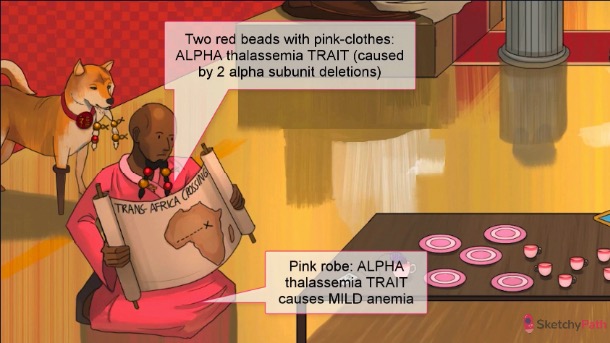 Two red beads with pink-clothes:
ALPHA thalassemia TRAIT (caused
by 2 alpha subunit deletions)
TRANS-AFRICA CROSSING
Pink robe: ALPHA
thalassemia TRAIT
causes MILD anemia
SketchyPath